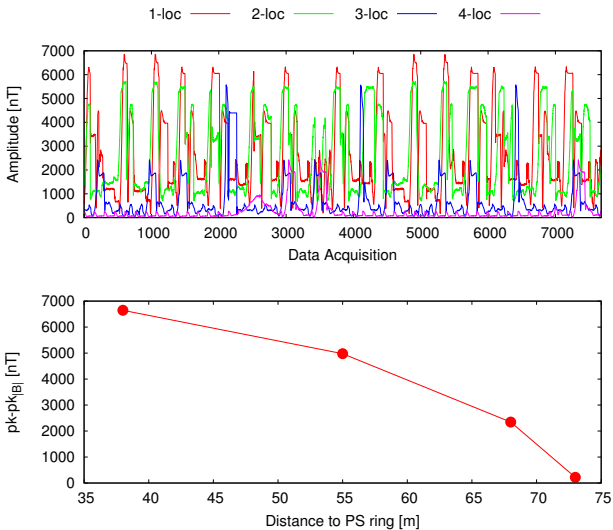 1-loc 2-loc 3-loc 4-loc
7000
6000
5000
4000
3000
2000
1000
0
Amplitude [nT]
0 1000 2000 3000 4000 5000 6000 7000
Data Acquisition
7000
6000
5000
4000
3000
2000
1000
0
pk-pk|B| [nT]
35 40 45 50 55 60 65 70 75
Distance to PS ring [m]